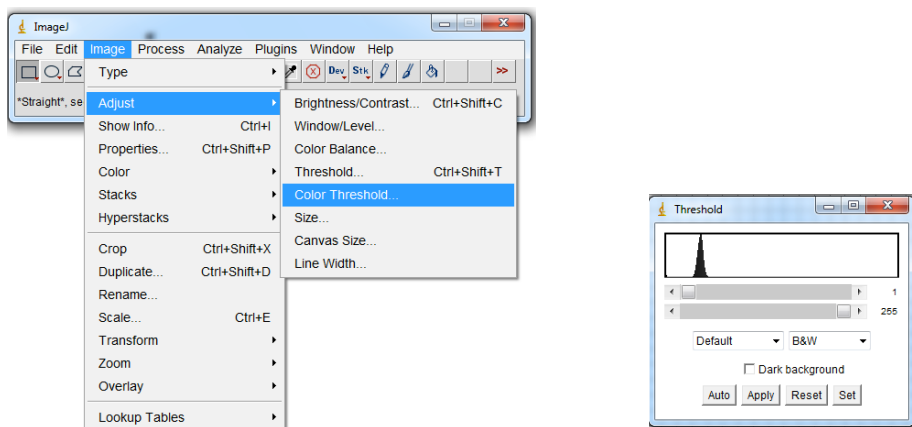 ImageJ
File Edit Image Process Analyze Plugins Window Help
Dev Stk >>
*Straight*, se
Type
Adjust
Show Info... Ctrl+I
Properties... Ctrl+Shift+P
Color
Stacks
Hyperstacks
Crop Ctrl+Shift+X
Duplicate... Ctrl+Shift+D
Rename...
Scale... Ctrl+E
Transform
Zoom
Overlay
Lookup Tables
Brightness/Contrast... Ctrl+Shift+C
Window/Level...
Color Balance...
Threshold... Ctrl+Shift+T
Color Threshold...
Size...
Canvas Size...
Line Width...
Threshold
1
255
Default B&W
Dark background
Auto Apply Reset Set